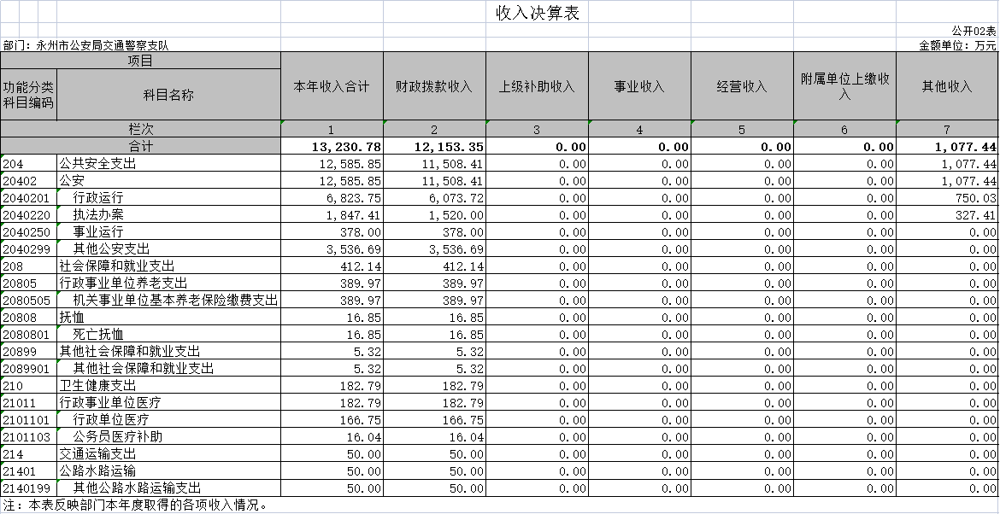 收入决算表
公开02表
部门：永州市公安局交通警察支队 金额单位：万元
项目 本年收入合计 财政拨款收入 上级补助收入 事业收入 经营收入 附属单位上缴收入 其他收入
功能分类科目编码 科目名称
栏次 1 2 3 4 5 6 7
合计 13,230.78 12,153.35 0.00 0.00 0.00 0.00 1,077.44
204 公共安全支出 12,585.85 11,508.41 0.00 0.00 0.00 0.00 1,077.44
20402 公安 12,585.85 11,508.41 0.00 0.00 0.00 0.00 1,077.44
2040201 行政运行 6,823.75 6,073.72 0.00 0.00 0.00 0.00 750.03
2040220 执法办案 1,847.41 1,520.00 0.00 0.00 0.00 0.00 327.41
2040250 事业运行 378.00 378.00 0.00 0.00 0.00 0.00 0.00
2040299 其他公安支出 3,536.69 3,536.69 0.00 0.00 0.00 0.00 0.00
208 社会保障和就业支出 412.14 412.14 0.00 0.00 0.00 0.00 0.00
20805 行政事业单位养老支出 389.97 389.97 0.00 0.00 0.00 0.00 0.00
2080505 机关事业单位基本养老保险缴费支出 389.97 389.97 0.00 0.00 0.00 0.00 0.00
20808 抚恤 16.85 16.85 0.00 0.00 0.00 0.00 0.00
2080801 死亡抚恤 16.85 16.85 0.00 0.00 0.00 0.00 0.00
20899 其他社会保障和就业支出 5.32 5.32 0.00 0.00 0.00 0.00 0.00
2089901 其他社会保障和就业支出 5.32 5.32 0.00 0.00 0.00 0.00 0.00
210 卫生健康支出 182.79 182.79 0.00 0.00 0.00 0.00 0.00
21011 行政事业单位医疗 182.79 182.79 0.00 0.00 0.00 0.00 0.00
2101101 行政单位医疗 166.75 166.75 0.00 0.00 0.00 0.00 0.00
2101103 公务员医疗补助 16.04 16.04 0.00 0.00 0.00 0.00 0.00
214 交通运输支出 50.00 50.00 0.00 0.00 0.00 0.00 0.00
21401 公路水路运输 50.00 50.00 0.00 0.00 0.00 0.00 0.00
2140199 其他公路水路运输支出 50.00 50.00 0.00 0.00 0.00 0.00 0.00
注：本表反映部门本年度取得的各项收入情况。